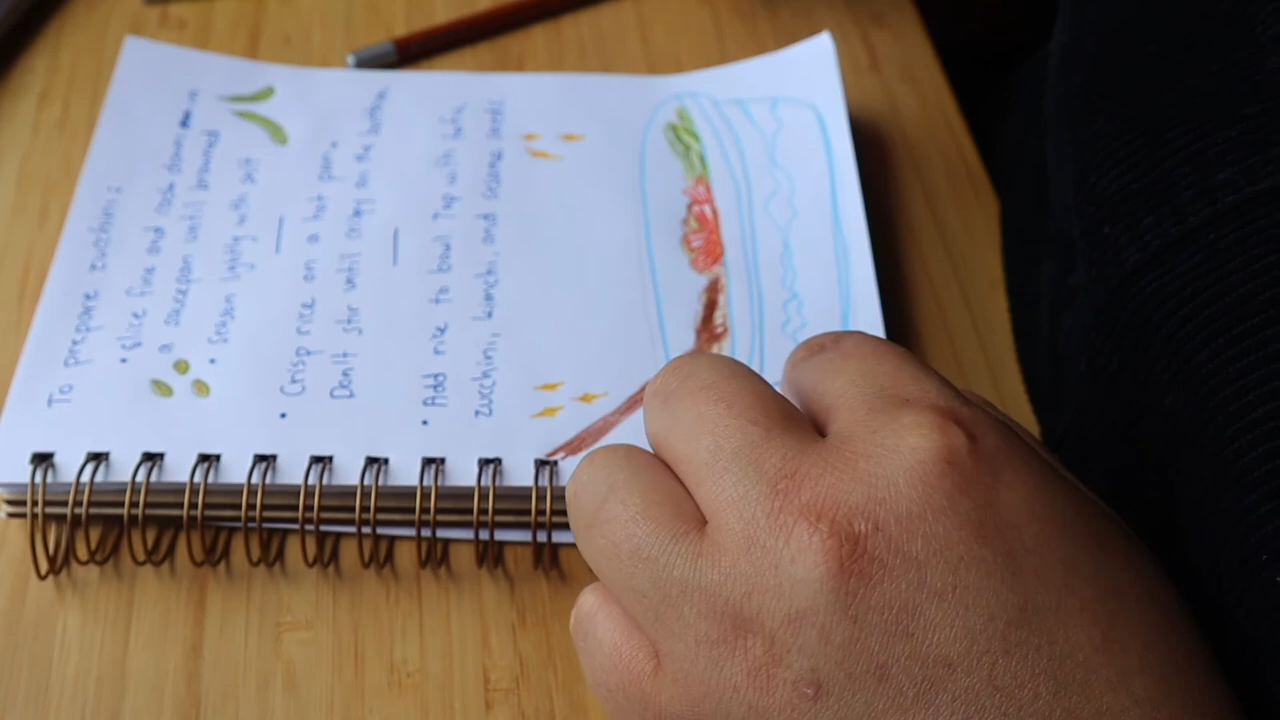 To prepare zucchini:
• Slice fine and cook down in
a saucepan until browned
• Season lightly with salt
• Crisp rice on a hot pan.
Don't stir until crispy on the bottom
• Add rice to bowl Top with tofu,
zucchini, kimchi, and sesame seeds